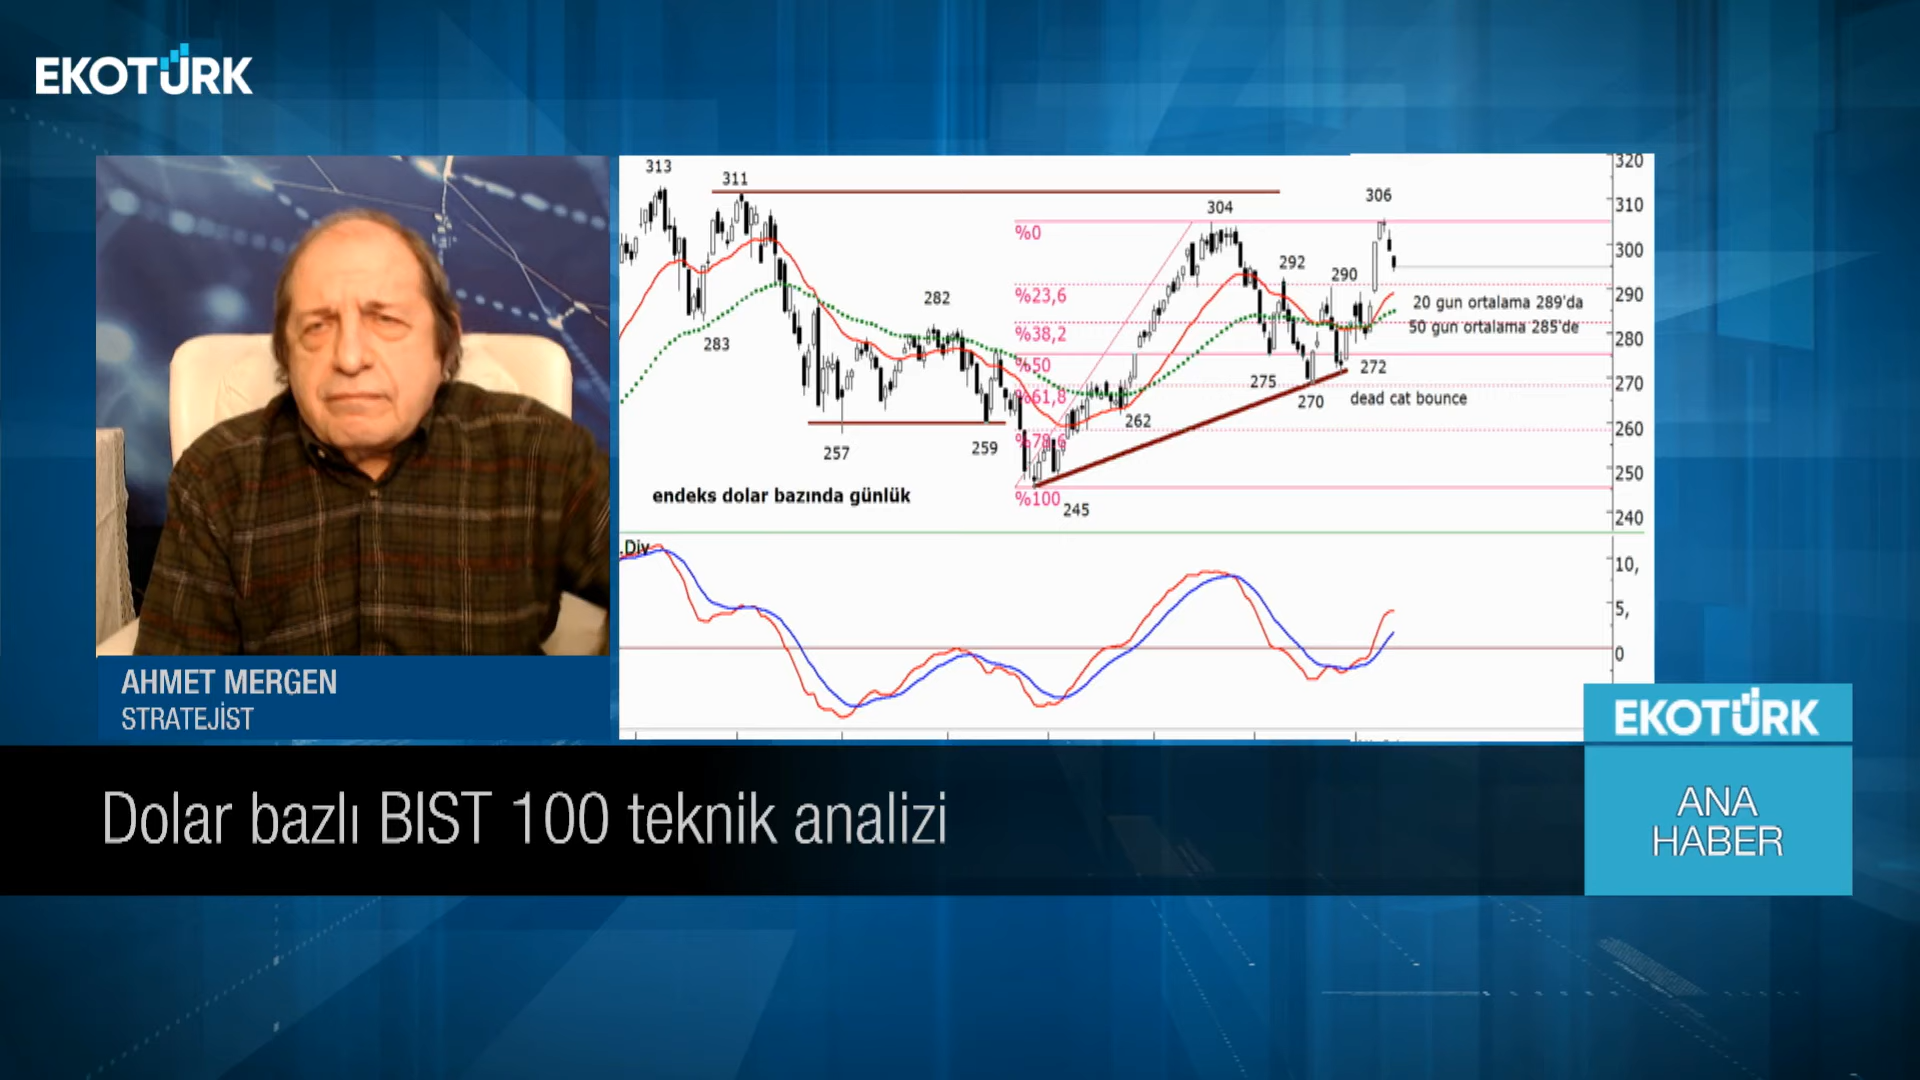 EKOTÜRK
313
311
304
306
%0
292
290
%23,6
282
20 gun ortalama 289'da
50 gun ortalama 285'de
%38,2
283
%50
275
272
%61,8
270
dead cat bounce
262
%78,6
257
259
endeks dolar bazında günlük
%100
245
320
310
300
290
280
270
260
250
240
.Div
10,
5,
0
AHMET MERGEN
STRATEJİST
EKOTÜRK
ANA
HABER
Dolar bazlı BIST 100 teknik analizi